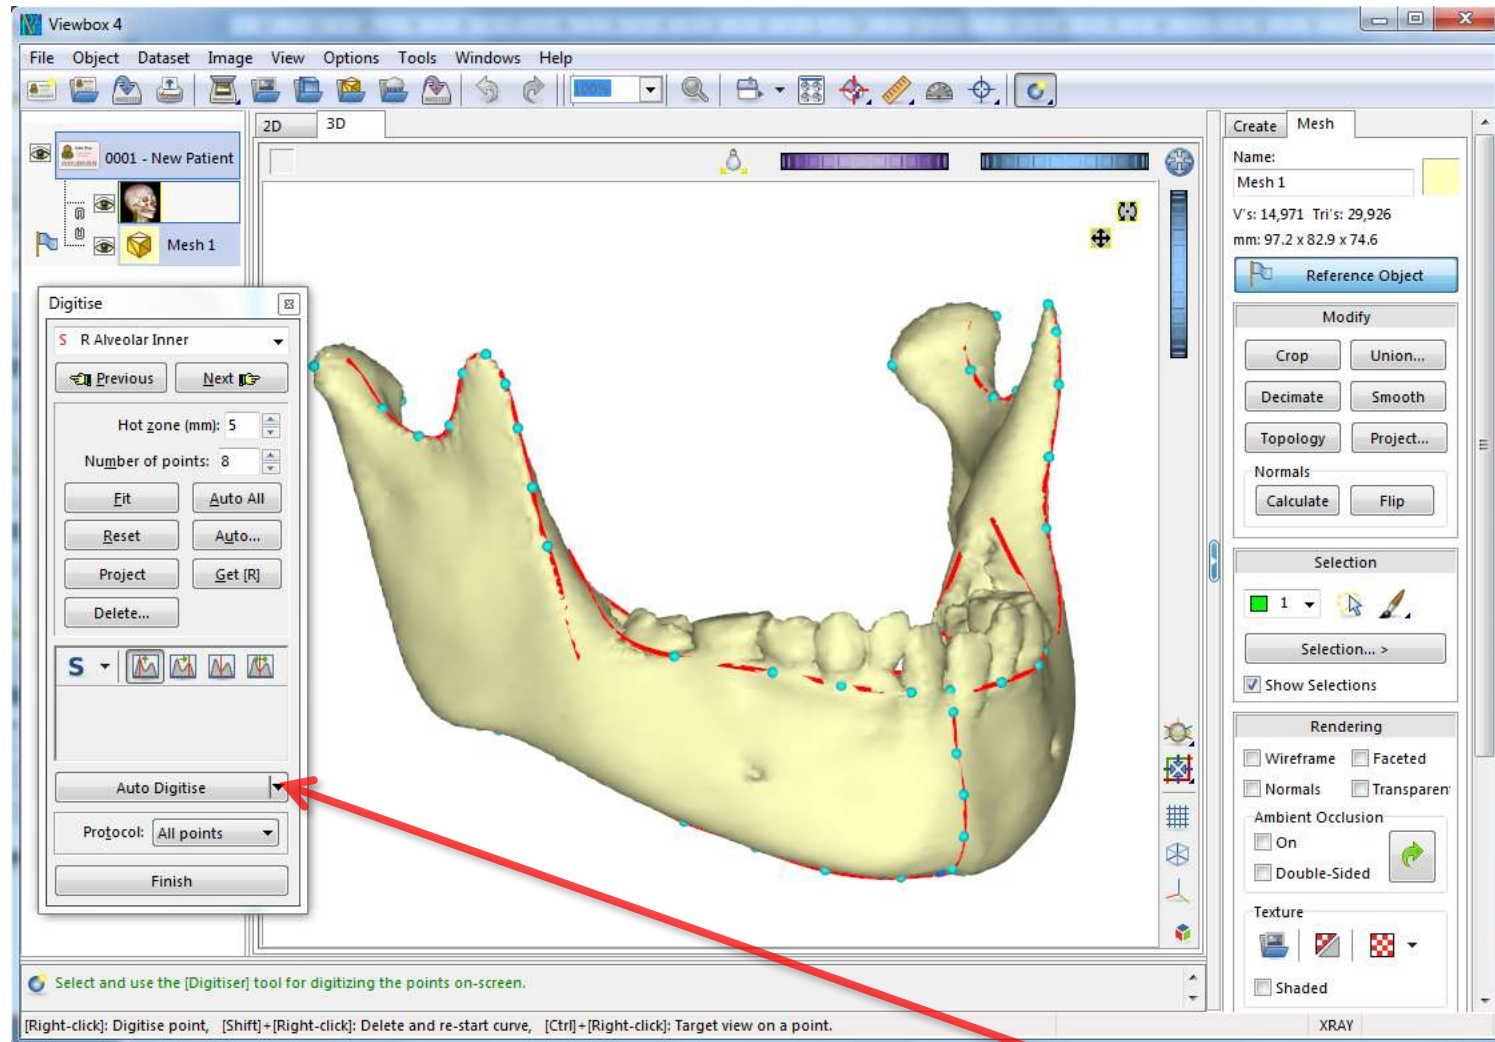 Viewbox 4
File Object Dataset Image View Options Tools Windows Help
100%
2D 3D
0001 - New Patient
Mesh 1
Digitise
S R Alveolar Inner
Previous Next
Hot zone (mm): 5
Number of points: 8
Fit Auto All
Reset Auto...
Project Get [R]
Delete...
S
Auto Digitise
Protocol: All points
Finish
Create Mesh
Name:
Mesh 1
V's: 14,971 Tri's: 29,926
mm: 97.2 x 82.9 x 74.6
Reference Object
Modify
Crop Union...
Decimate Smooth
Topology Project...
Normals
Calculate Flip
Selection
1
Selection... >
Show Selections
Rendering
Wireframe Faceted
Normals Transparen
Ambient Occlusion
On
Double-Sided
Texture
Shaded
Select and use the [Digitiser] tool for digitizing the points on-screen.
[Right-click]: Digitise point, [Shift]+[Right-click]: Delete and re-start curve, [Ctrl]+[Right-click]: Target view on a point.
XRAY